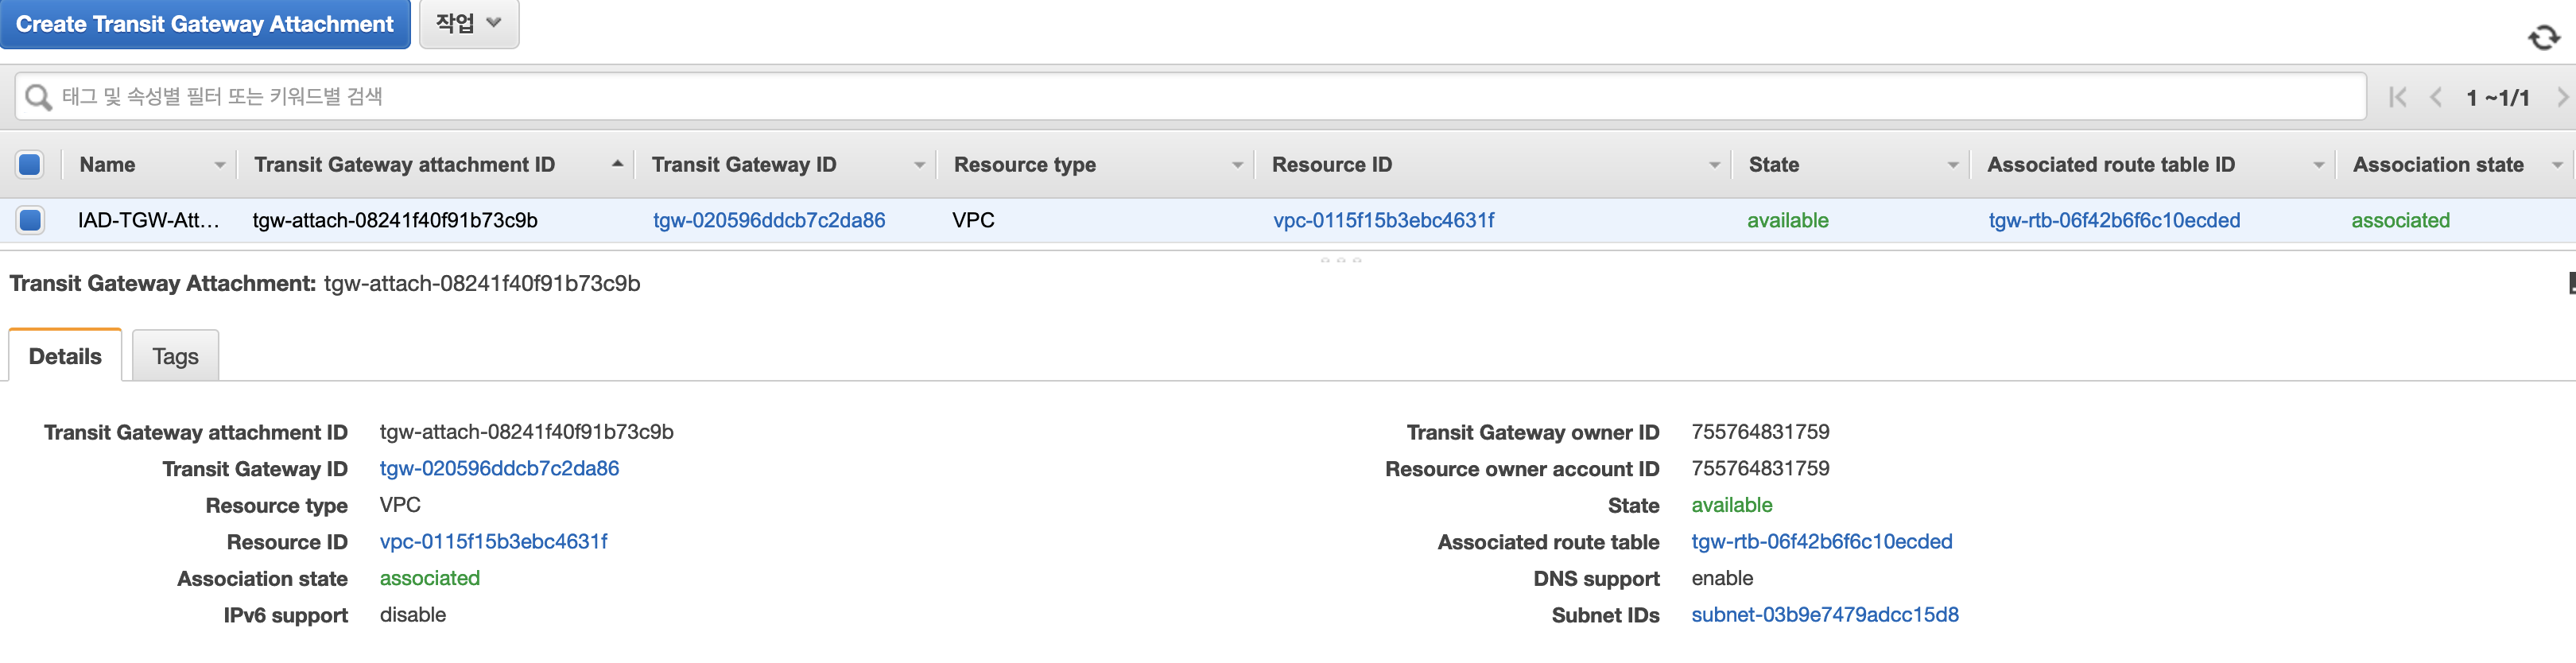 Create Transit Gateway Attachment 작업
태그 및 속성별 필터 또는 키워드별 검색 1 ~1/1
Name Transit Gateway attachment ID Transit Gateway ID Resource type Resource ID State Associated route table ID Association state
IAD-TGW-Att... tgw-attach-08241f40f91b73c9b tgw-020596ddcb7c2da86 VPC vpc-0115f15b3ebc4631f available tgw-rtb-06f42b6f6c10ecded associated
Transit Gateway Attachment: tgw-attach-08241f40f91b73c9b
Details Tags
Transit Gateway attachment ID tgw-attach-08241f40f91b73c9b Transit Gateway owner ID 755764831759
Transit Gateway ID tgw-020596ddcb7c2da86 Resource owner account ID 755764831759
Resource type VPC State available
Resource ID vpc-0115f15b3ebc4631f Associated route table tgw-rtb-06f42b6f6c10ecded
Association state associated DNS support enable
IPv6 support disable Subnet IDs subnet-03b9e7479adcc15d8